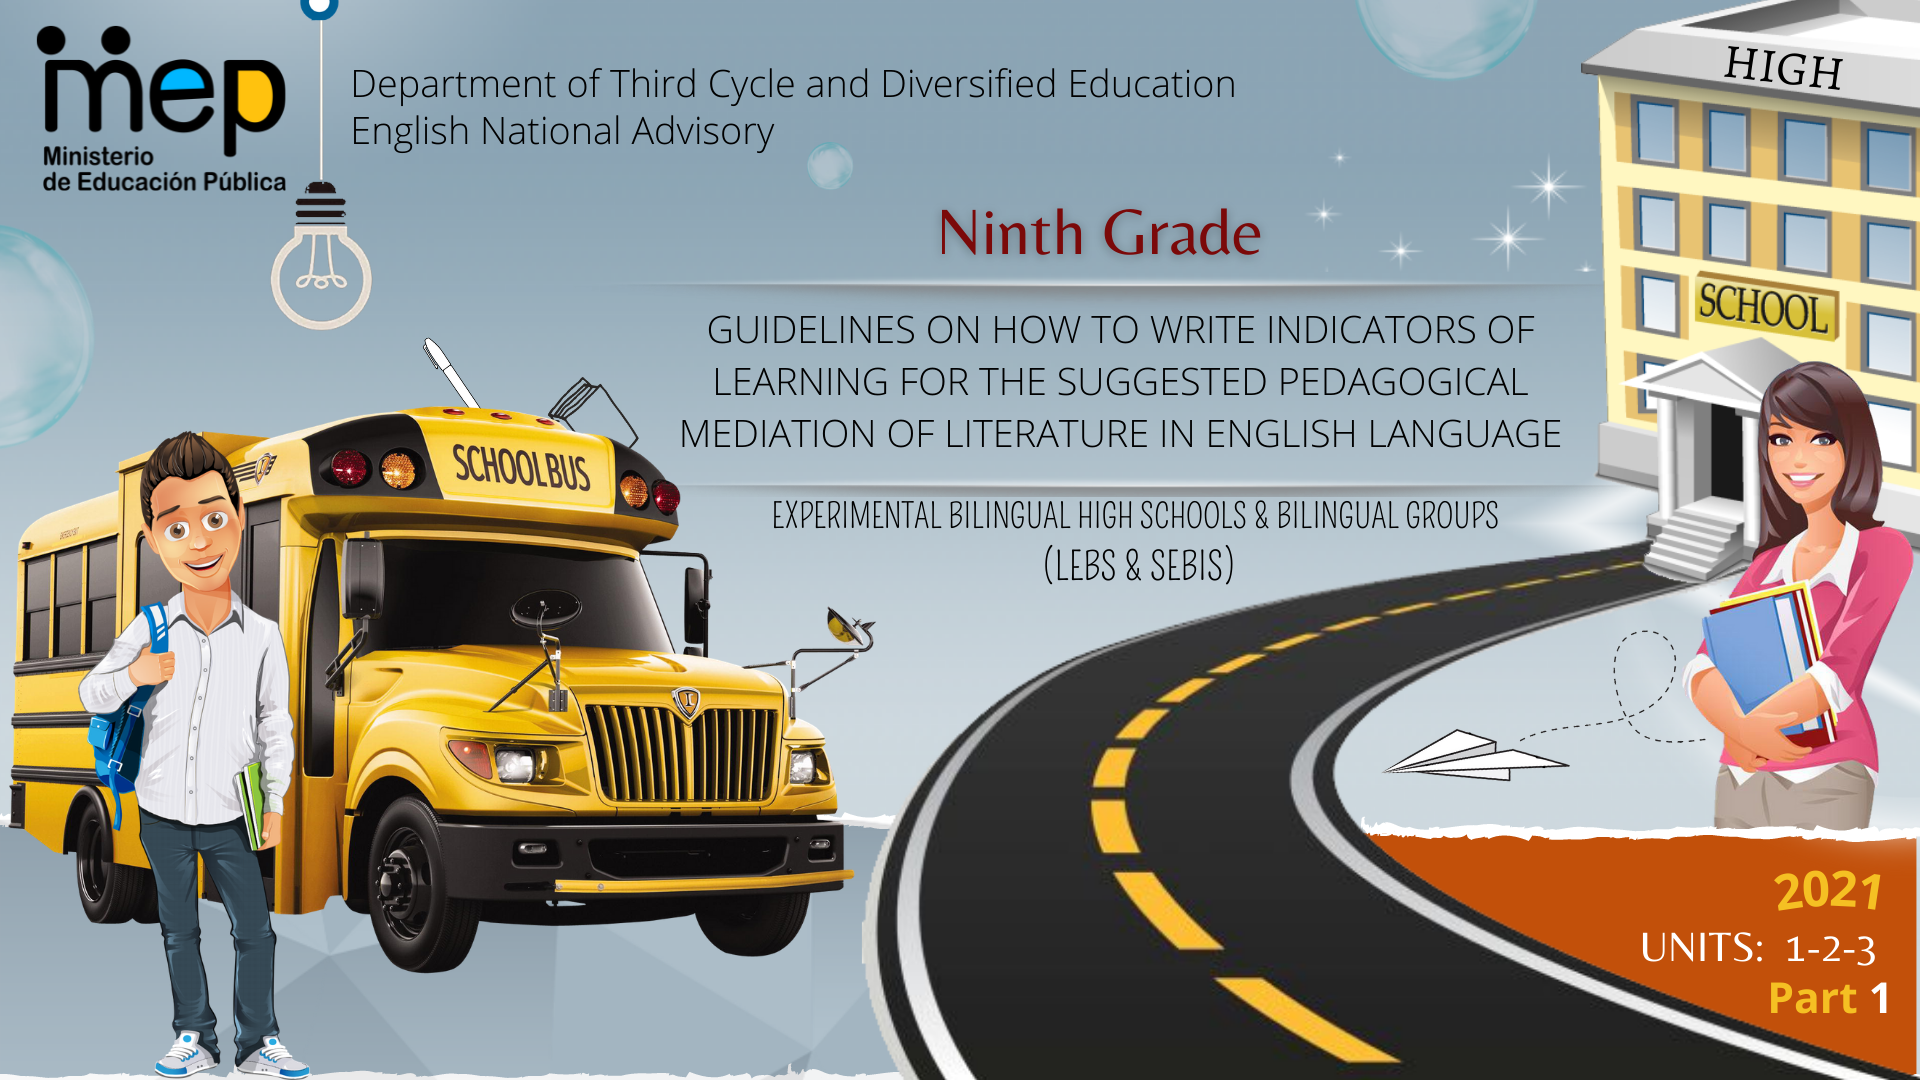 mep
Ministerio
de Educación Pública
Department of Third Cycle and Diversified Education
English National Advisory
HIGH
SCHOOL
Ninth Grade
GUIDELINES ON HOW TO WRITE INDICATORS OF
LEARNING FOR THE SUGGESTED PEDAGOGICAL
MEDIATION OF LITERATURE IN ENGLISH LANGUAGE
EXPERIMENTAL BILINGUAL HIGH SCHOOLS & BILINGUAL GROUPS
(LEBS & SEBIS)
SCHOOLBUS
2021
UNITS: 1-2-3
Part 1